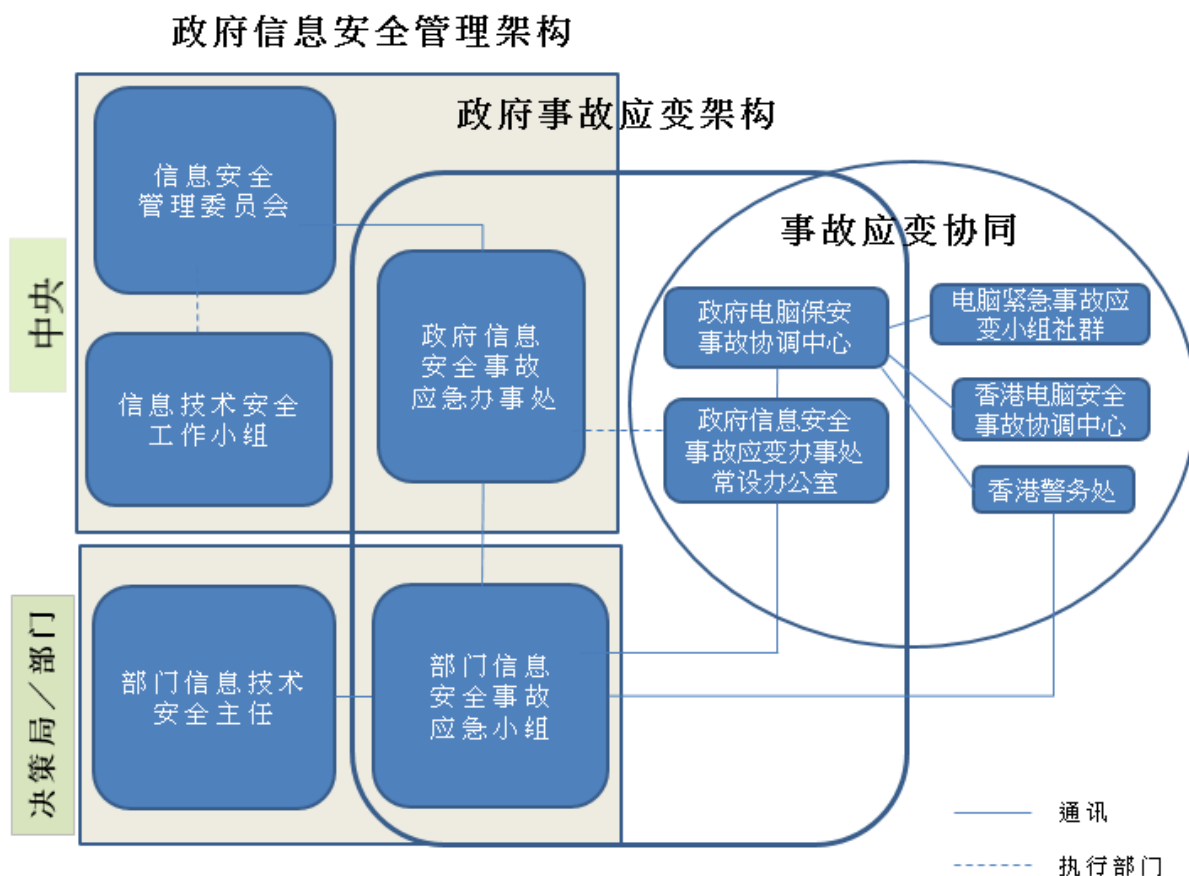 政府信息安全管理架构
政府事故应变架构
事故应变协同
中央
信息安全
管理委员会
信息技术安全
工作小组
政府信息
安全事故
应急办事处
政府电脑保安
事故协调中心
政府信息安全
事故应变办事处
常设办公室
电脑紧急事故应
变小组社群
香港电脑安全
事故协调中心
香港警务处
决策局／部门
部门信息技术
安全主任
部门信息
安全事故
应急小组
通讯
执行部门